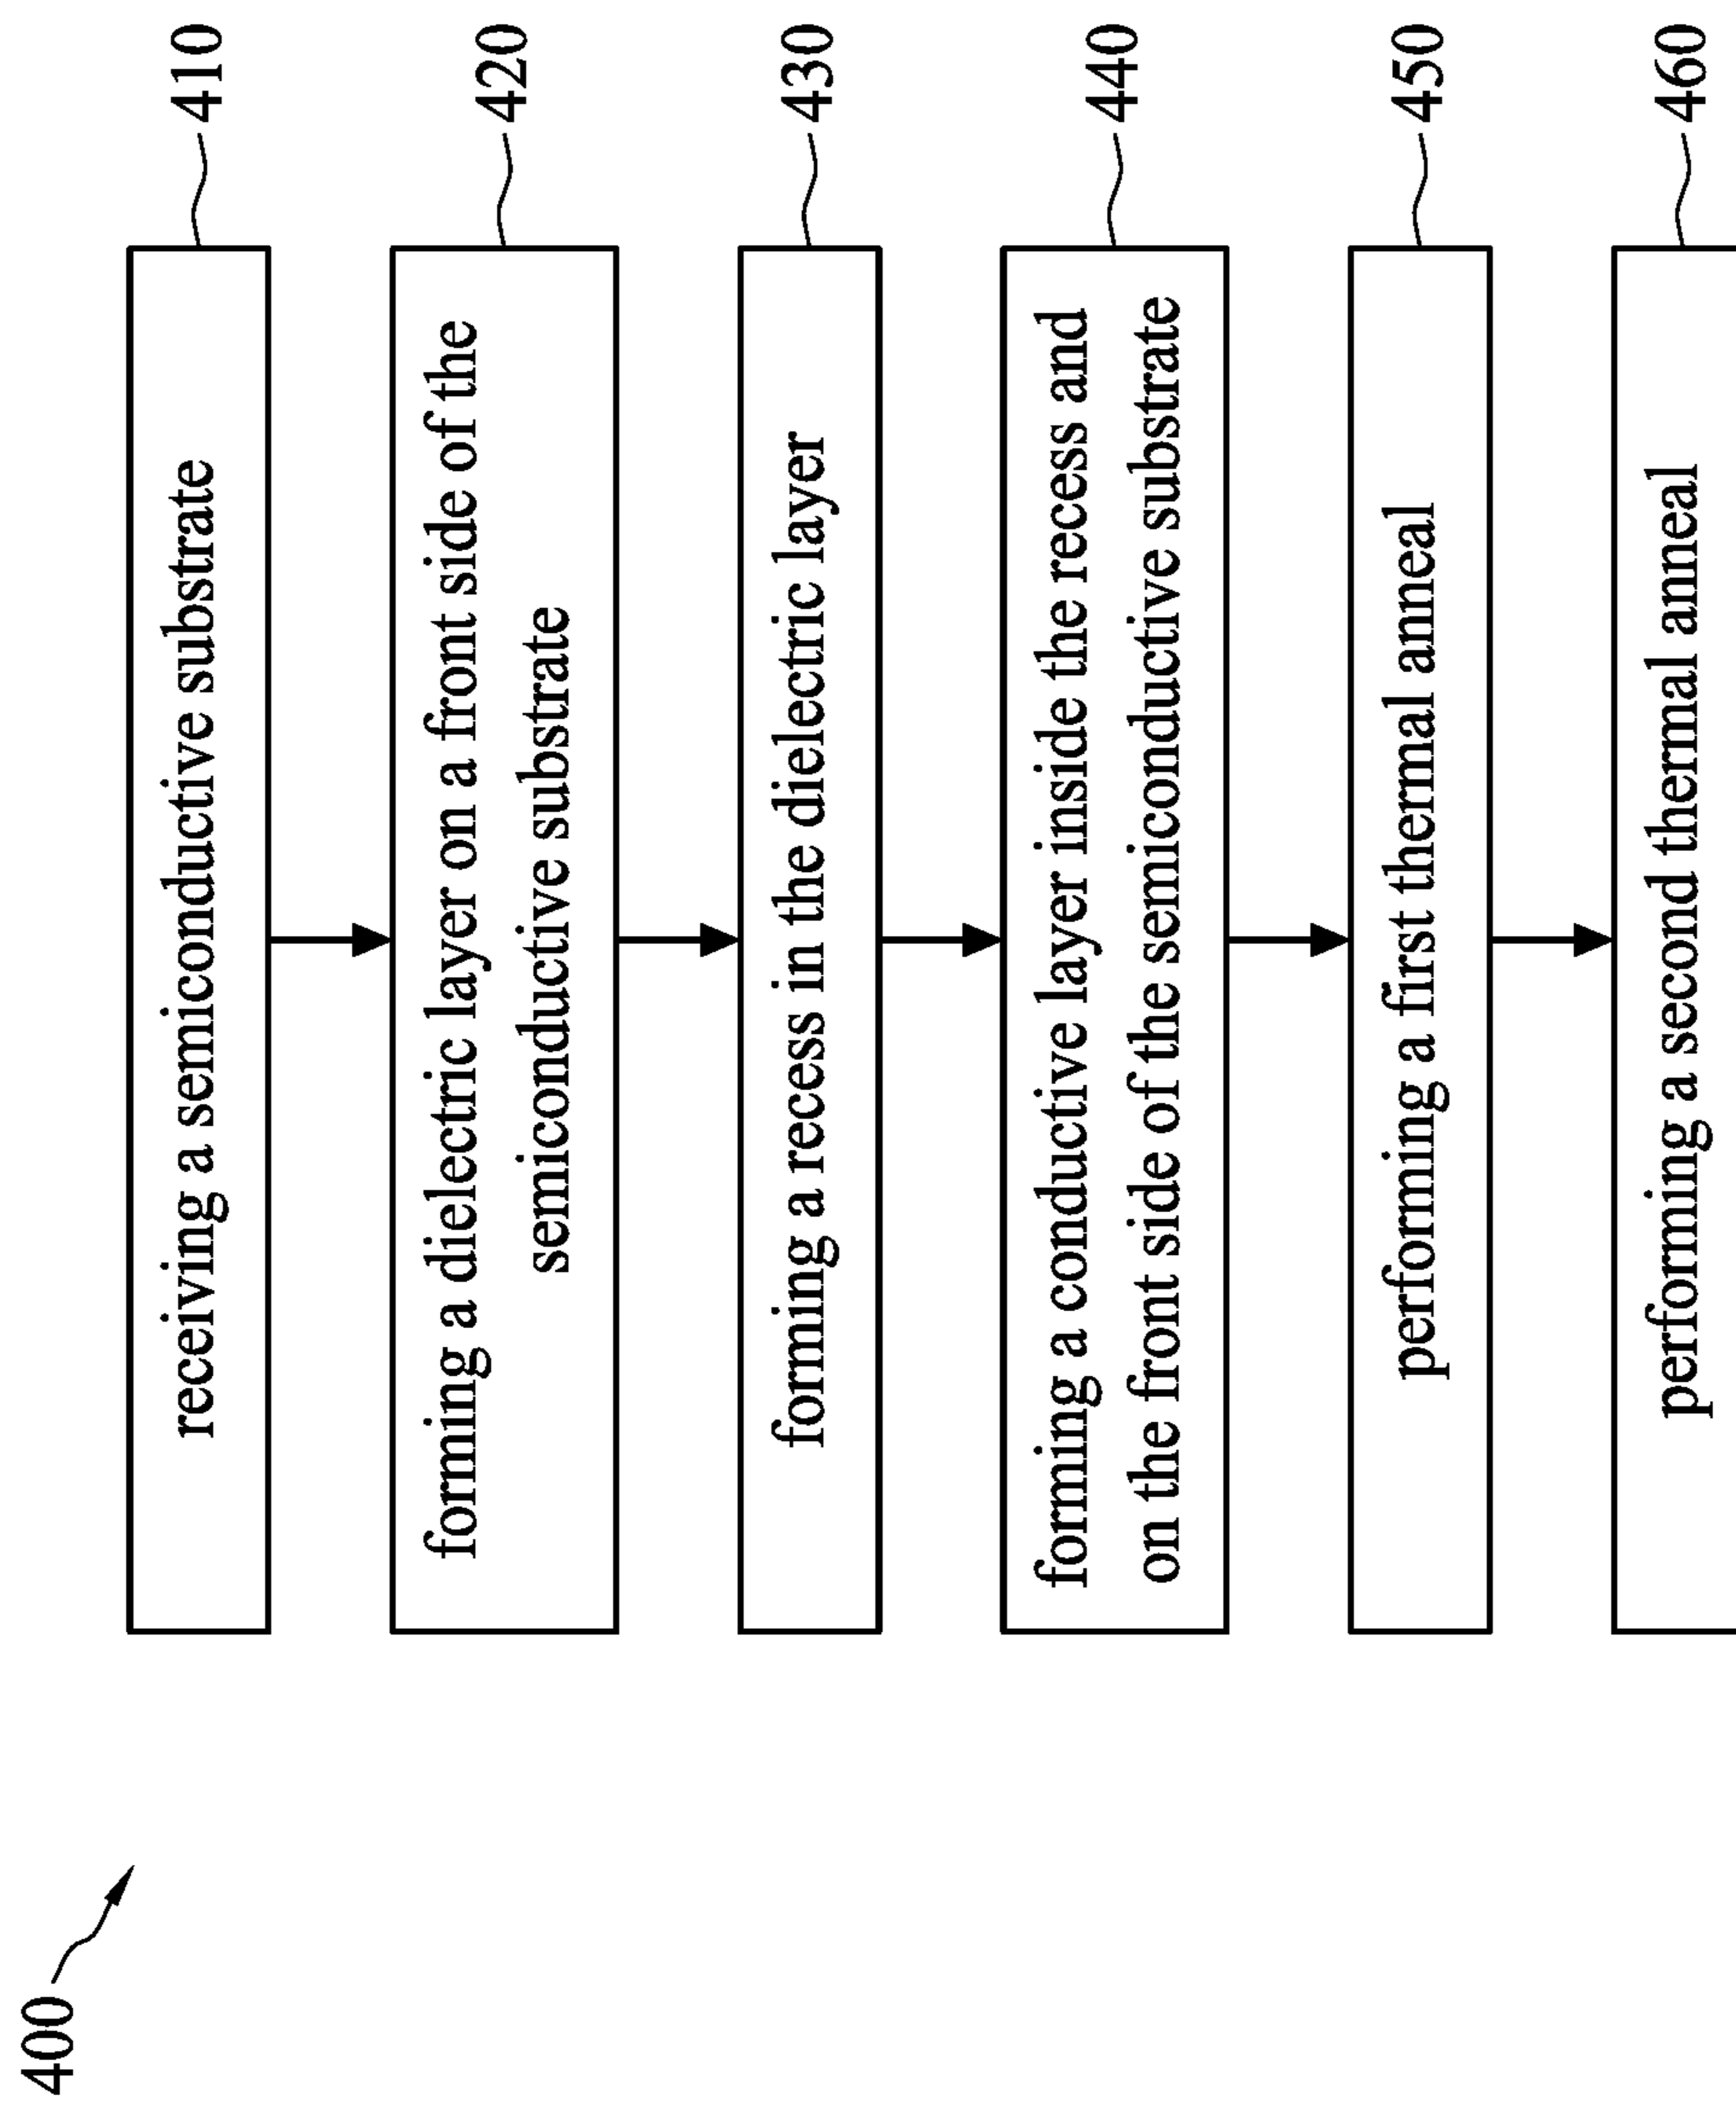 400
receiving a semiconductive substrate
410
forming a dielectric layer on a front side of the
semiconductive substrate
420
forming a recess in the dielectric layer
430
forming a conductive layer inside the recess and
on the front side of the semiconductive substrate
440
performing a first thermal anneal
450
performing a second thermal anneal
460